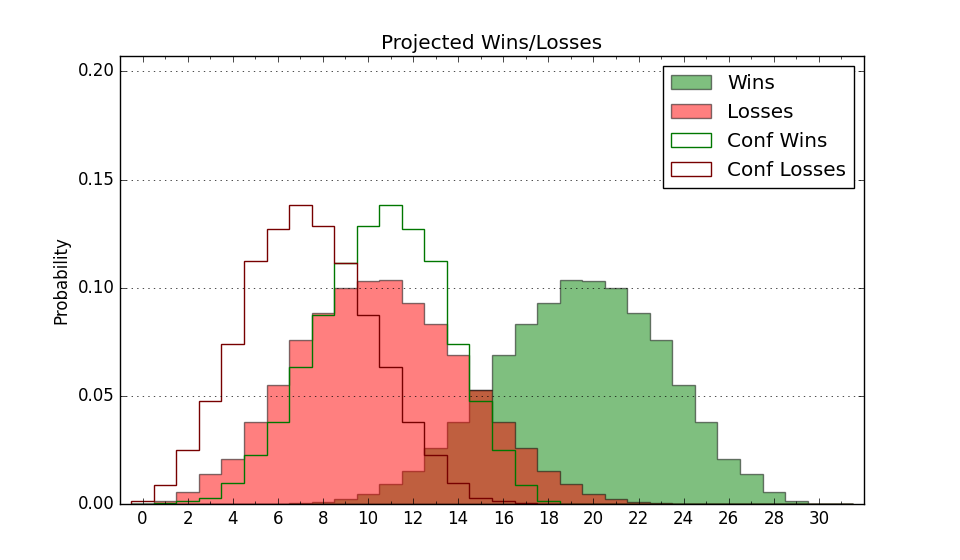 Projected Wins/Losses
Probability
0.20
0.15
0.10
0.05
0.00
0 2 4 6 8 10 12 14 16 18 20 22 24 26 28 30
Wins
Losses
Conf Wins
Conf Losses